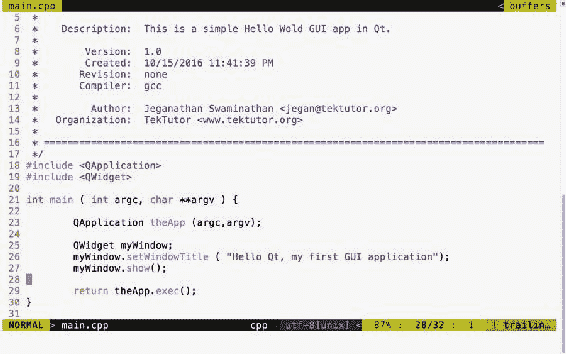 main.cpp < buffers
5 *
6 * Description: This is a simple Hello Wold GUI app in Qt.
7 *
8 * Version: 1.0
9 * Created: 10/15/2016 11:41:39 PM
10 * Revision: none
11 * Compiler: gcc
12 *
13 * Author: Jeganathan Swaminathan <jegan@tektutor.org>
14 * Organization: TekTutor <www.tektutor.org>
15 *
16 * =====================================================================================
17 */
18 #include <QApplication>
19 #include <QWidget>
20
21 int main ( int argc, char **argv ) {
22
23 QApplication theApp (argc,argv);
24
25 QWidget myWindow;
26 myWindow.setWindowTitle ( "Hello Qt, my first GUI application");
27 myWindow.show();
28
29 return theApp.exec();
30 }
31
NORMAL > main.cpp cpp utf-8[unix] < 87% : 28/32 : 1 trailin…